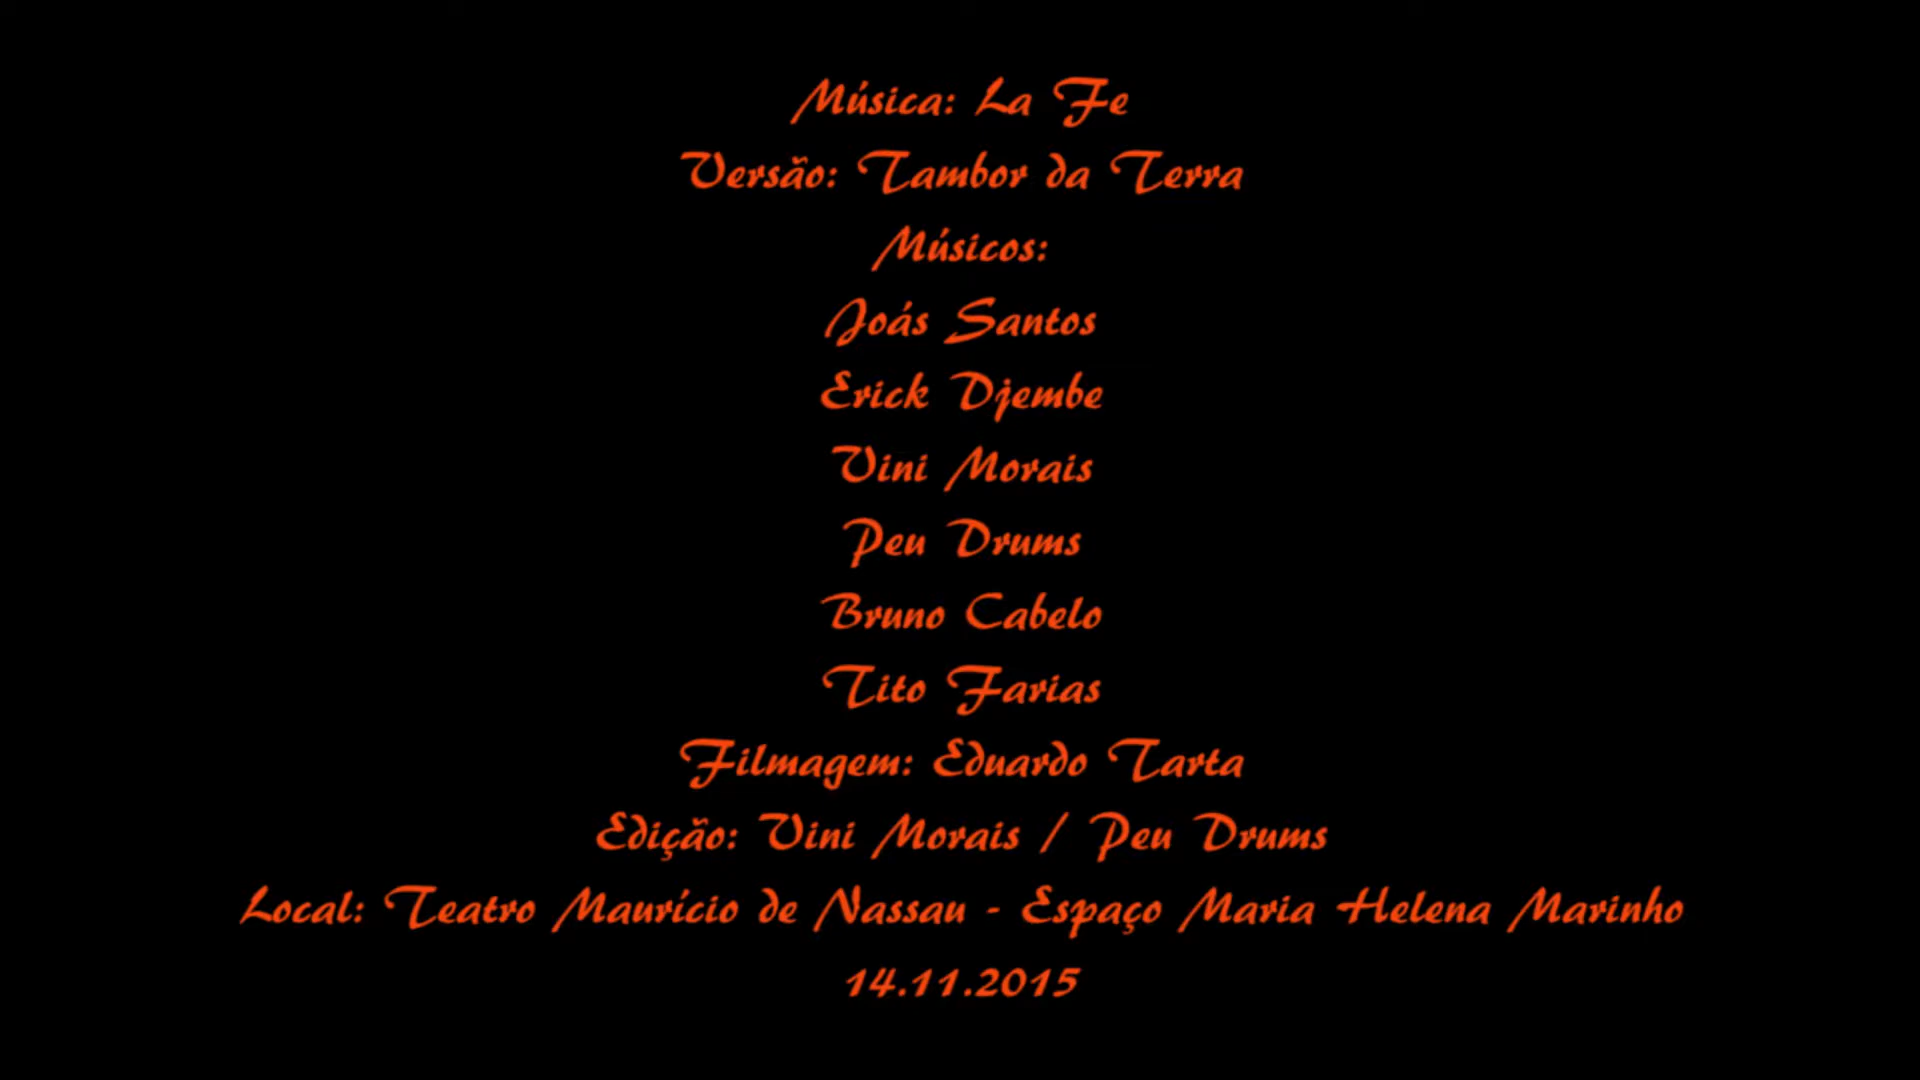 Música: La Fe
Versão: Tambor da Terra
Músicos:
Joás Santos
Erick Djembe
Vini Morais
Peu Drums
Bruno Cabelo
Tito Farias
Filmagem: Eduardo Tarta
Edição: Vini Morais / Peu Drums
Local: Teatro Maurício de Nassau - Espaço Maria Helena Marinho
14.11.2015